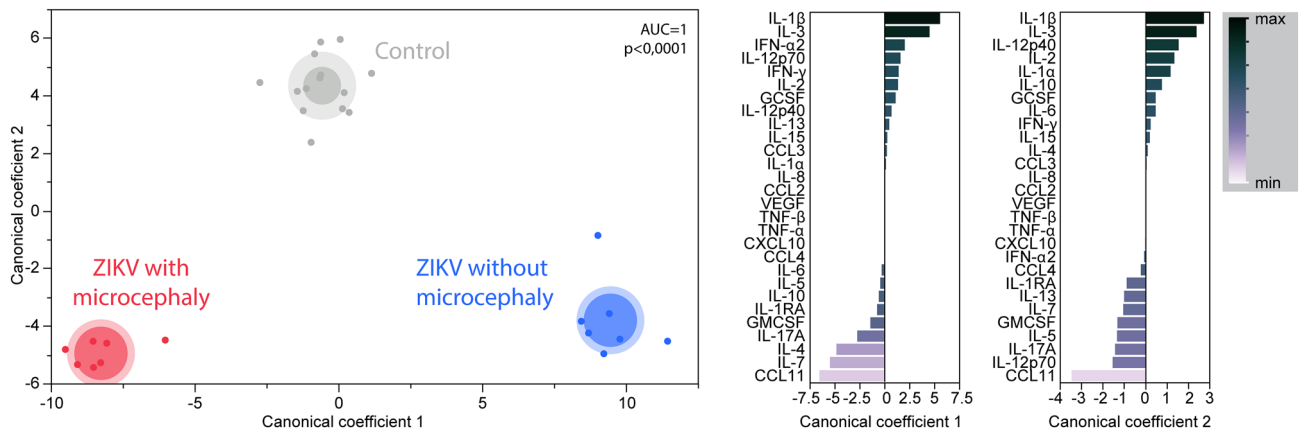 6
4
2
0
-2
-4
-6
Canonical coeficient 2
AUC=1
p<0,0001
Control
ZIKV with
microcephaly
ZIKV without
microcephaly
-10
-5
0
5
10
Canonical coeficient 1
IL-1β
IL-3
IFN-α2
IL-12p70
IFN-γ
IL-2
GCSF
IL-12p40
IL-13
IL-15
CCL3
IL-1α
IL-8
CCL2
VEGF
TNF-β
TNF-α
CXCL10
CCL4
IL-6
IL-5
IL-10
IL-1RA
GMCSF
IL-17A
IL-4
IL-7
CCL11
-7.5
-5
-2.5
0
2.5
5
7.5
Canonical coeficient 1
IL-1β
IL-3
IL-12p40
IL-2
IL-1α
IL-10
GCSF
IL-6
IFN-γ
IL-15
IL-4
CCL3
IL-8
CCL2
VEGF
TNF-β
TNF-α
CXCL10
IFN-α2
CCL4
IL-1RA
IL-13
IL-7
GMCSF
IL-5
IL-17A
IL-12p70
CCL11
-4
-3
-2
-1
0
1
2
3
Canonical coeficient 2
max
min